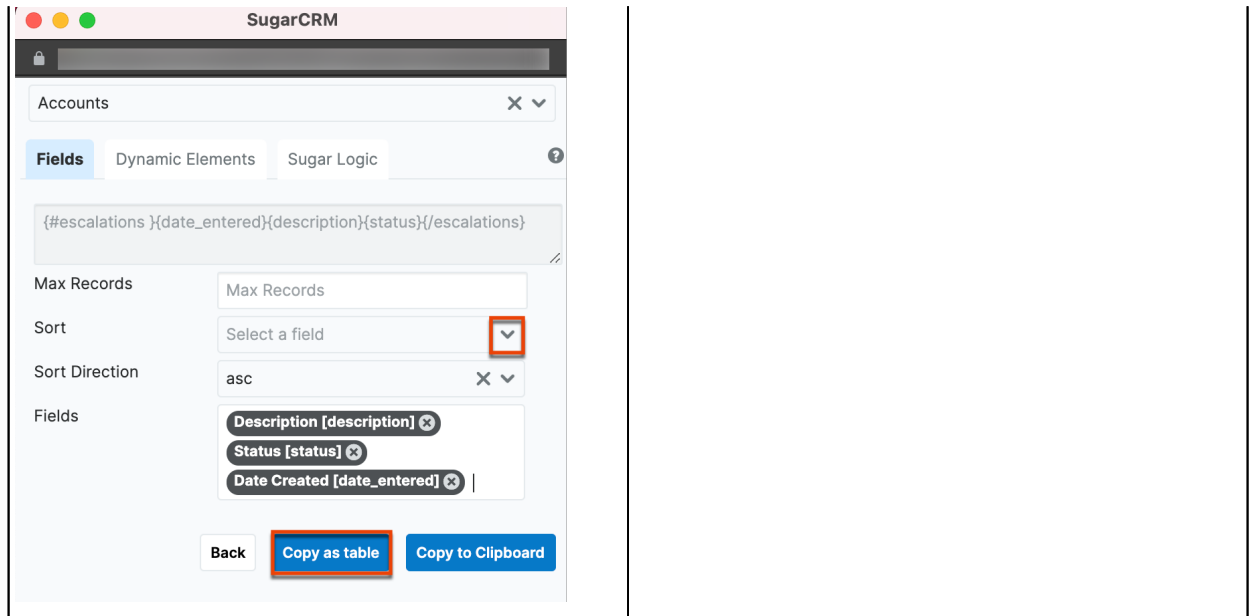 SugarCRM
Accounts
Fields Dynamic Elements Sugar Logic
{#escalations }{date_entered}{description}{status}{/escalations}
Max Records Max Records
Sort Select a field
Sort Direction asc
Fields Description [description]
Status [status]
Date Created [date_entered]
Back Copy as table Copy to Clipboard